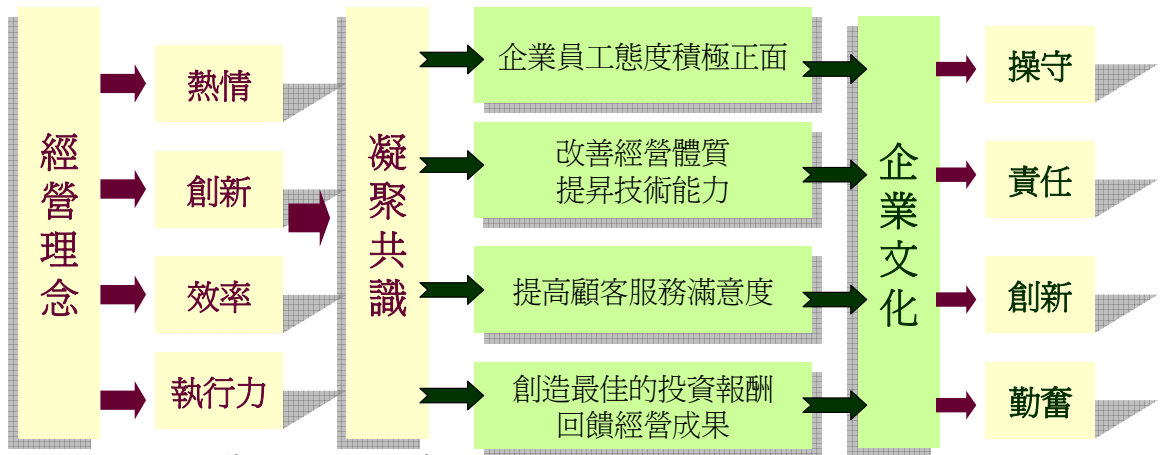 經營理念
熱情
創新
效率
執行力
凝聚共識
企業員工態度積極正面
改善經營體質
提昇技術能力
提高顧客服務滿意度
創造最佳的投資報酬
回饋經營成果
企業文化
操守
責任
創新
勤奮